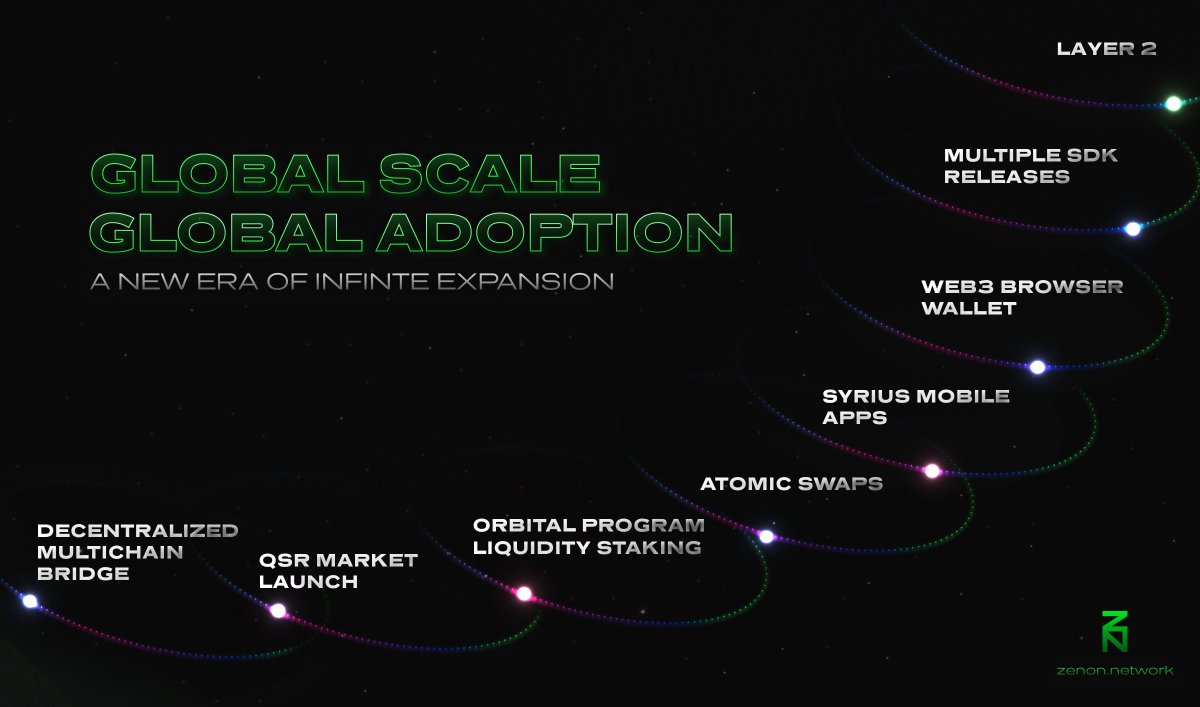 GLOBAL SCALE
GLOBAL ADOPTION
A NEW ERA OF INFINTE EXPANSION
DECENTRALIZED
MULTICHAIN
BRIDGE
QSR MARKET
LAUNCH
ORBITAL PROGRAM
LIQUIDITY STAKING
ATOMIC SWAPS
SYRIUS MOBILE
APPS
WEB3 BROWSER
WALLET
MULTIPLE SDK
RELEASES
LAYER 2
zenon.network